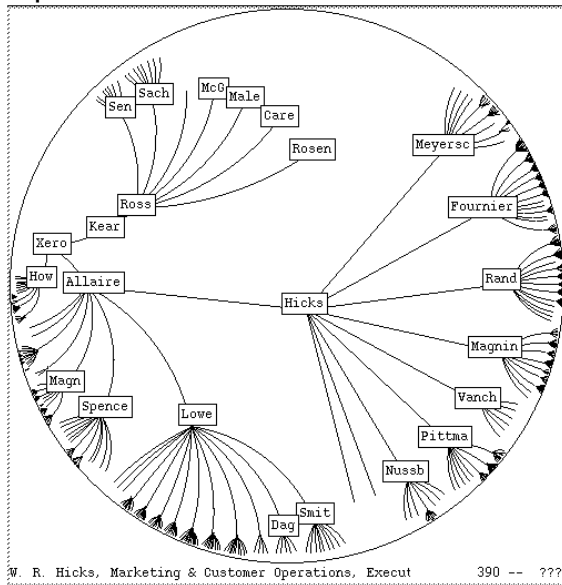 McG
Sach
Male
Sen
Care
Meyersc
Rosen
Ross
Fournier
Kear
Xero
How
Allaire
Rand
Hicks
Magnin
Magn
Vanch
Spence
Lowe
Pittma
Nussb
Smit
Dag
W. R. Hicks, Marketing & Customer Operations, Execut 390 -- ???